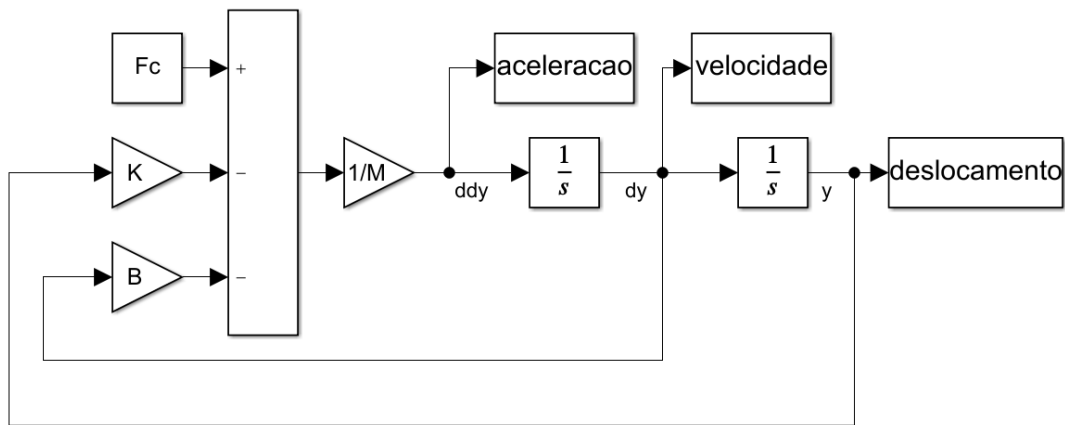 Fc
+
aceleracao
velocidade
K
−
1/M
ddy
1
s
dy
1
s
y
deslocamento
B
−